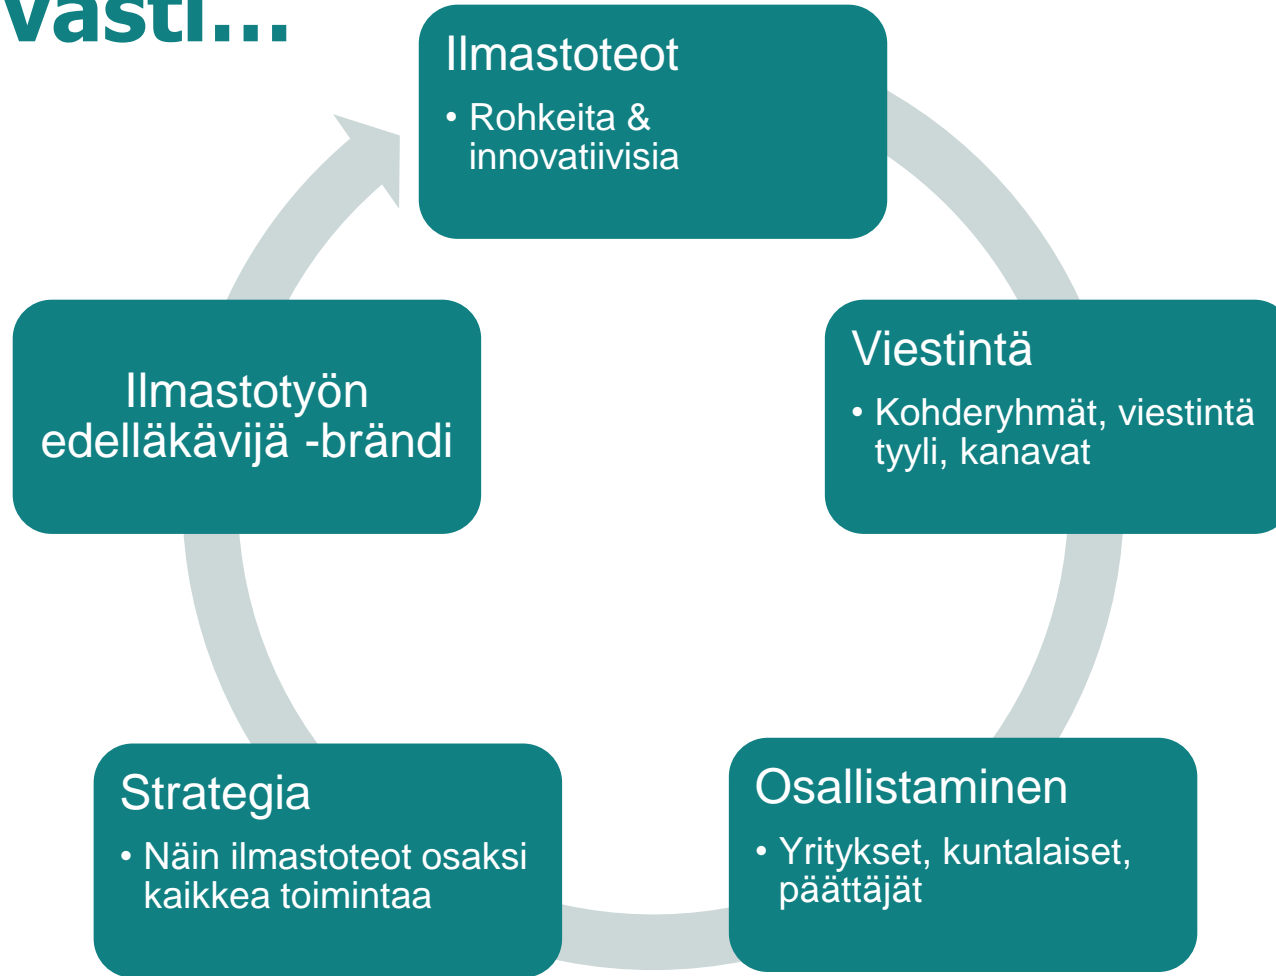 vasti...
Ilmastoteot
• Rohkeita &
innovatiivisia
Viestintä
• Kohderyhmät, viestintä
tyyli, kanavat
Osallistaminen
• Yritykset, kuntalaiset,
päättäjät
Strategia
• Näin ilmastoteot osaksi
kaikkea toimintaa
Ilmastotyön
edelläkävijä -brändi